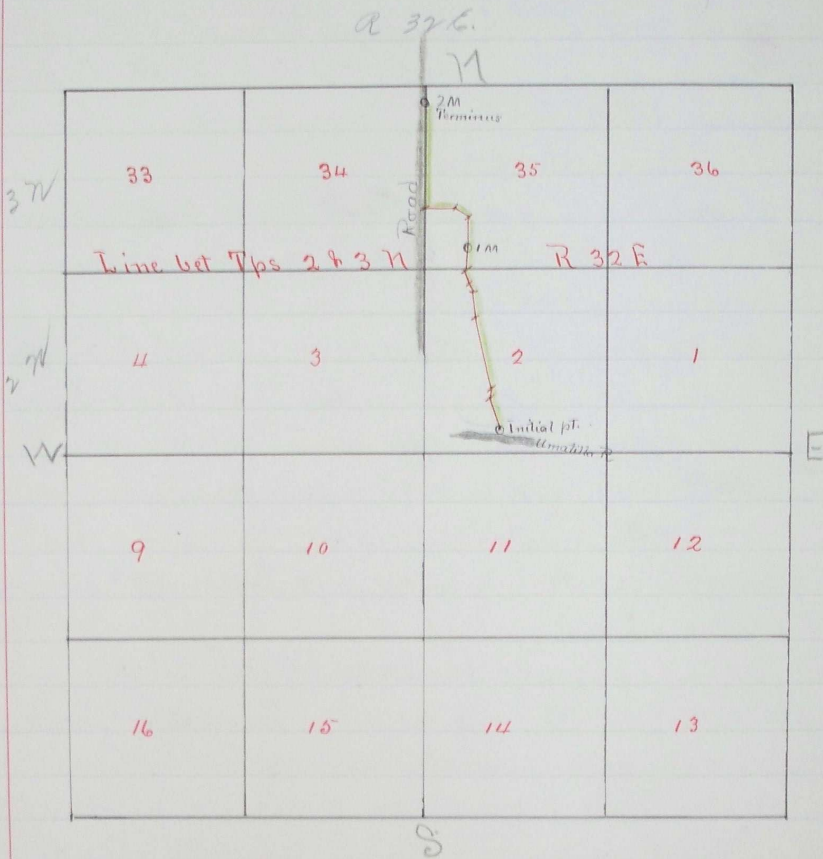 R 32 E.
N
2M
Terminus
33
34
35
36
3 N
Road
1M
Line bet Tps 2 & 3 N
R 32 E
2 N
4
3
2
1
Initial pt.
Umatilla R
W
E
9
10
11
12
16
15
14
13
S